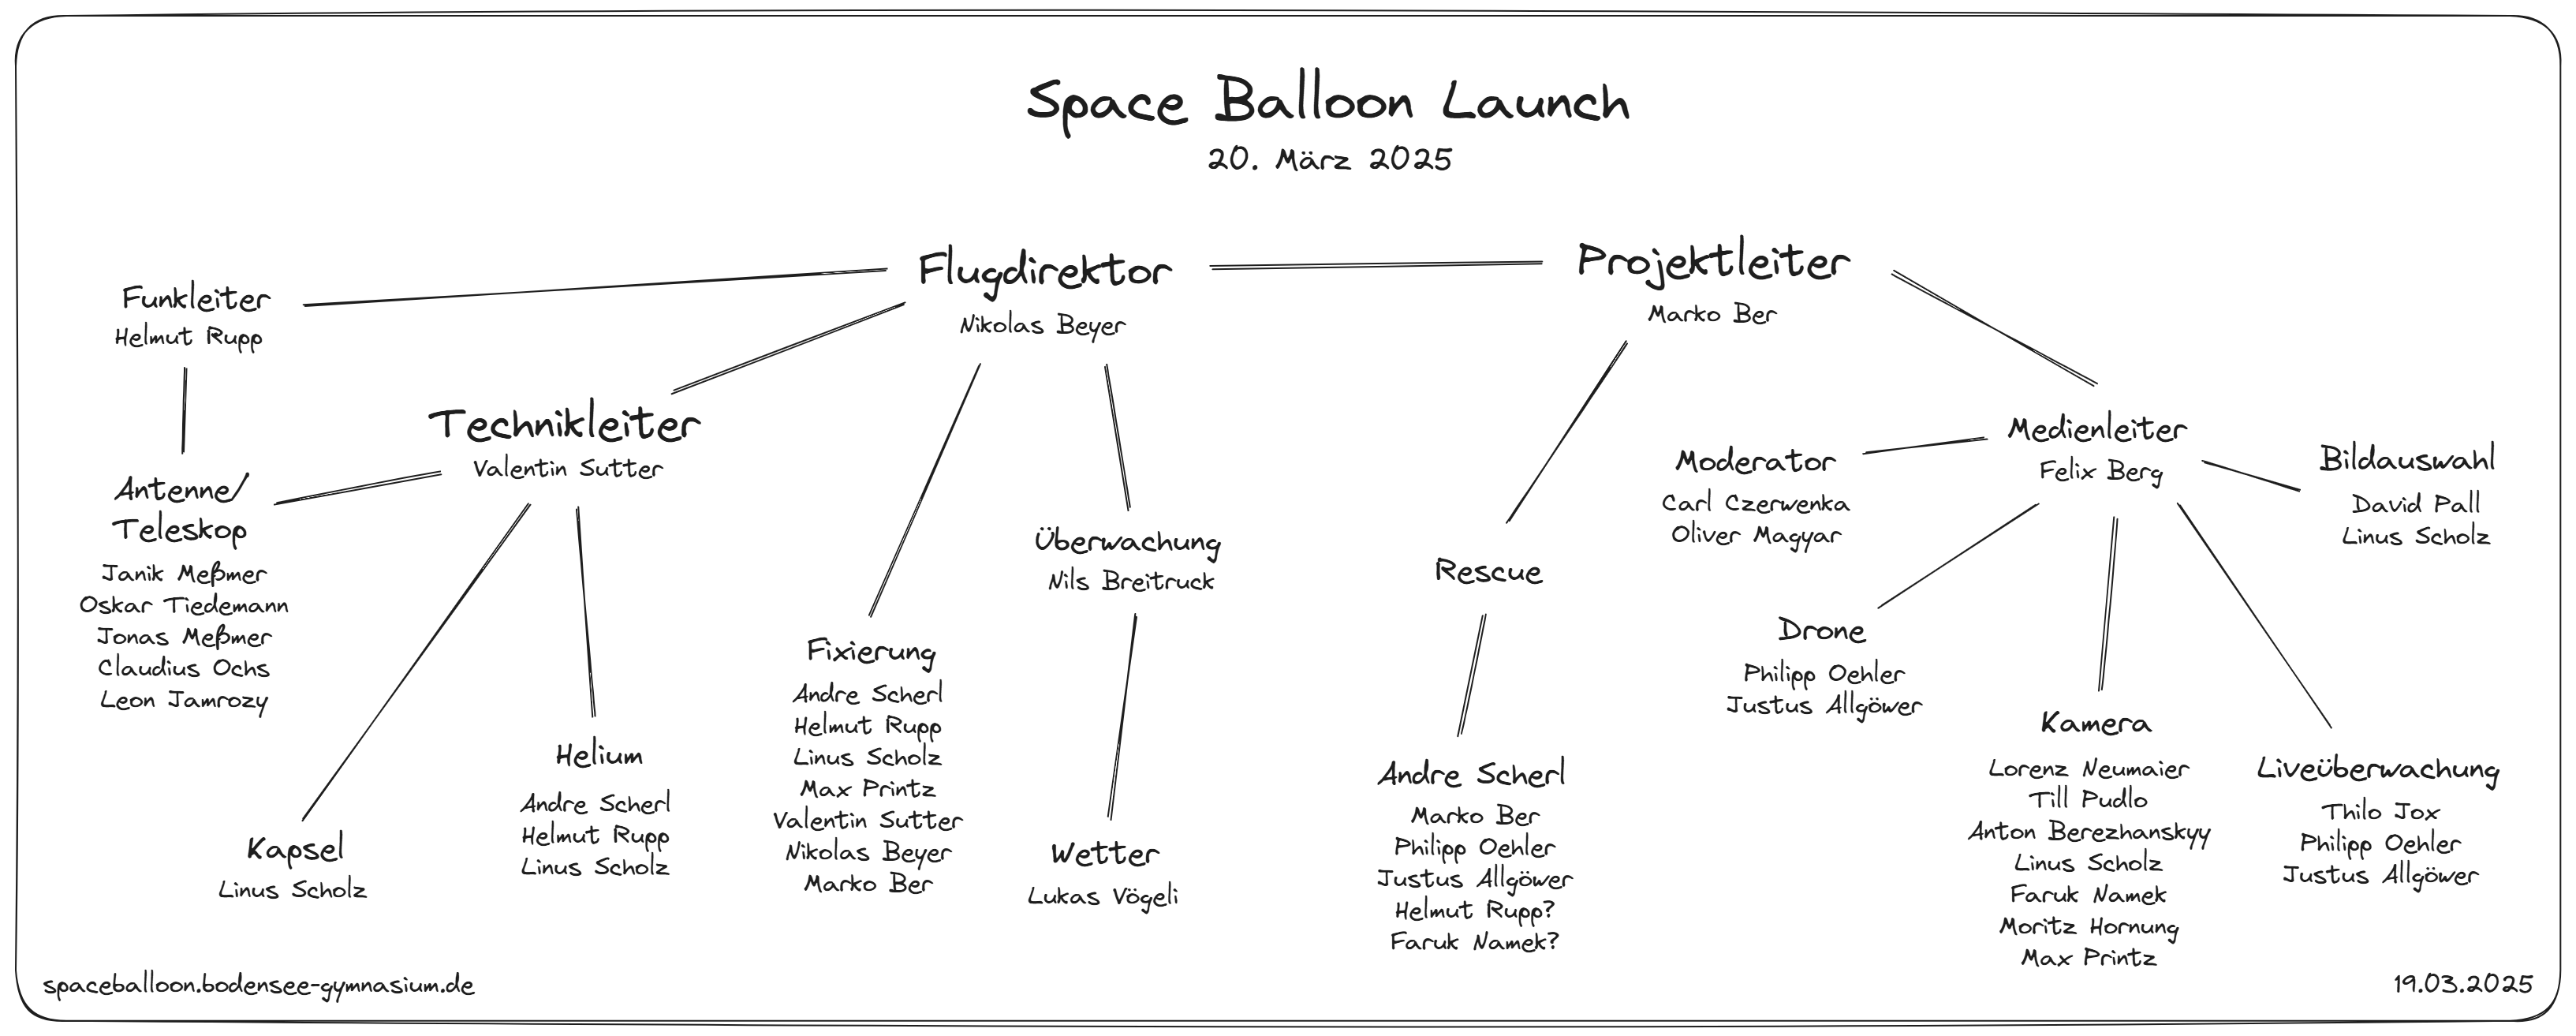 Space Balloon Launch
20. März 2025
Flugdirektor
Nikolas Beyer
Projektleiter
Marko Ber
Funkleiter
Helmut Rupp
Technikleiter
Valentin Sutter
Antenne/
Teleskop
Janik Meßmer
Oskar Tiedemann
Jonas Meßmer
Claudius Ochs
Leon Jamrozy
Kapsel
Linus Scholz
Helium
Andre Scherl
Helmut Rupp
Linus Scholz
Fixierung
Andre Scherl
Helmut Rupp
Linus Scholz
Max Printz
Valentin Sutter
Nikolas Beyer
Marko Ber
Überwachung
Nils Breitruck
Wetter
Lukas Vögeli
Rescue
Andre Scherl
Marko Ber
Philipp Oehler
Justus Allgöwer
Helmut Rupp?
Faruk Namek?
Medienleiter
Felix Berg
Moderator
Carl Czerwenka
Oliver Magyar
Bildauswahl
David Pall
Linus Scholz
Drone
Philipp Oehler
Justus Allgöwer
Kamera
Lorenz Neumaier
Till Pudlo
Anton Berezhanskyy
Linus Scholz
Faruk Namek
Moritz Hornung
Max Printz
Liveüberwachung
Thilo Jox
Philipp Oehler
Justus Allgöwer
spaceballoon.bodensee-gymnasium.de
19.03.2025